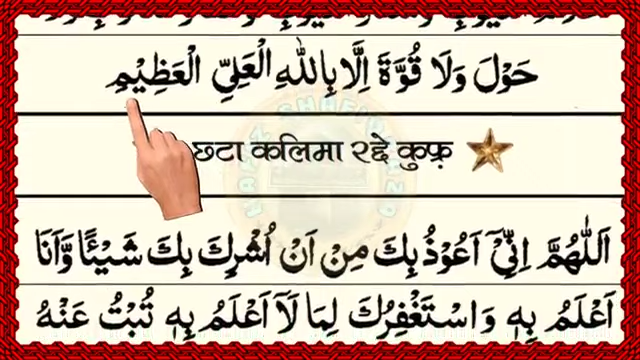 حَوْلَ وَلَا قُوَّةَ اِلَّا بِاللّٰهِ الْعَلِيِّ الْعَظِيْمِ
छटा कलिमा रद्दे कुफ़्र
اَللّٰهُمَّ اِنِّیْۤ اَعُوْذُ بِكَ مِنْ اَنْ اُشْرِكَ بِكَ شَيْئًا وَّاَنَا
اَعْلَمُ بِهٖ وَاسْتَغْفِرُكَ لِمَا لَاۤ اَعْلَمُ بِهٖ تُبْتُ عَنْهُ